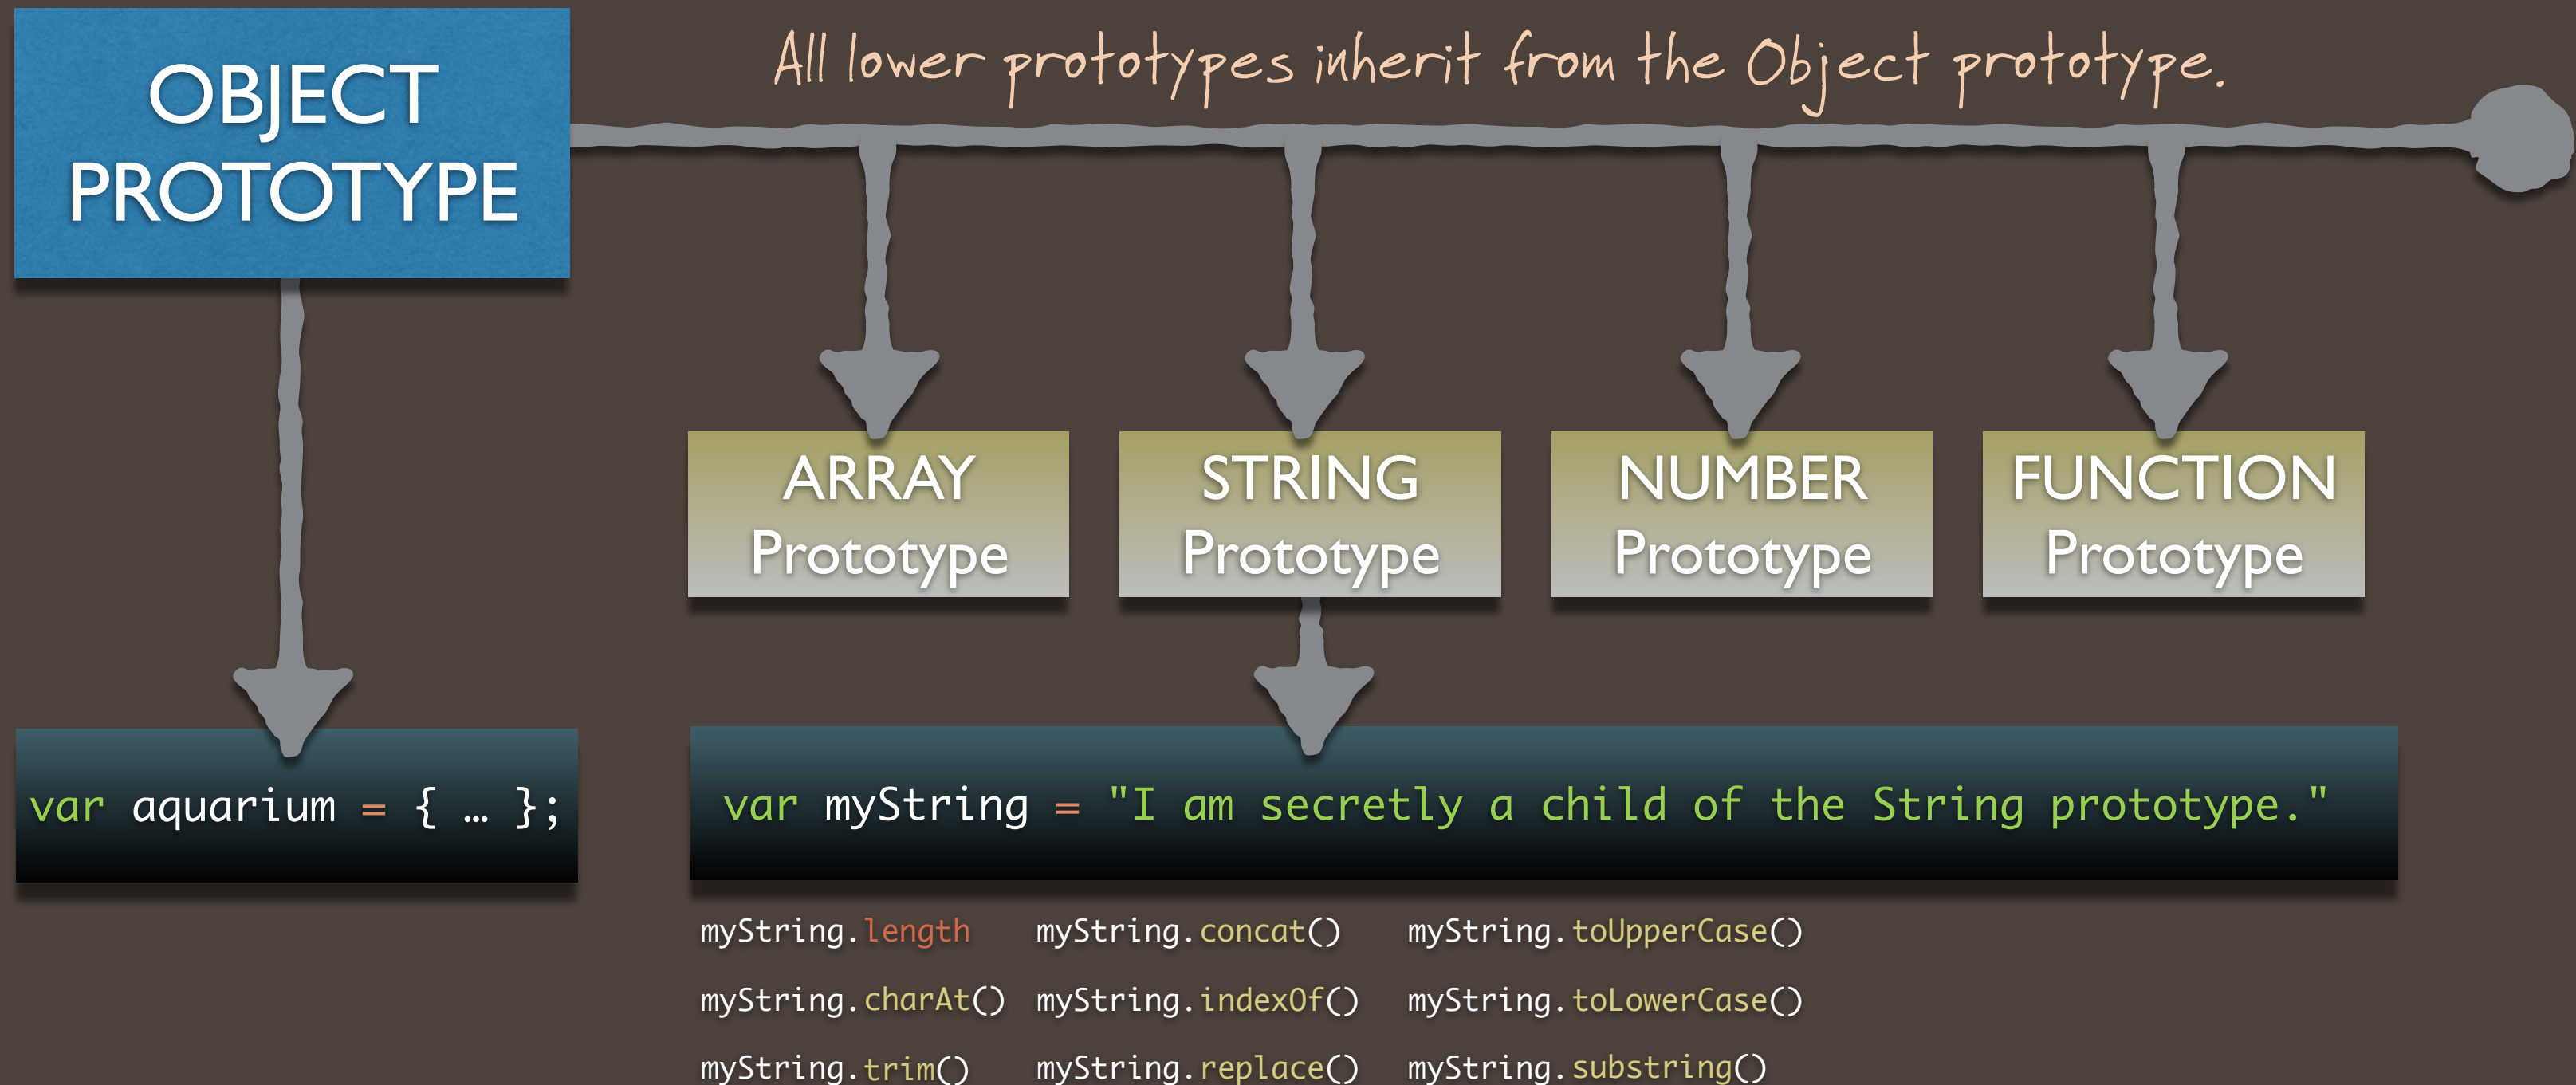 OBJECT
PROTOTYPE
All lower prototypes inherit from the Object prototype.
ARRAY
Prototype
STRING
Prototype
NUMBER
Prototype
FUNCTION
Prototype
var aquarium = { … };
var myString = "I am secretly a child of the String prototype."
myString.length myString.concat() myString.toUpperCase()
myString.charAt() myString.indexOf() myString.toLowerCase()
myString.trim() myString.replace() myString.substring()